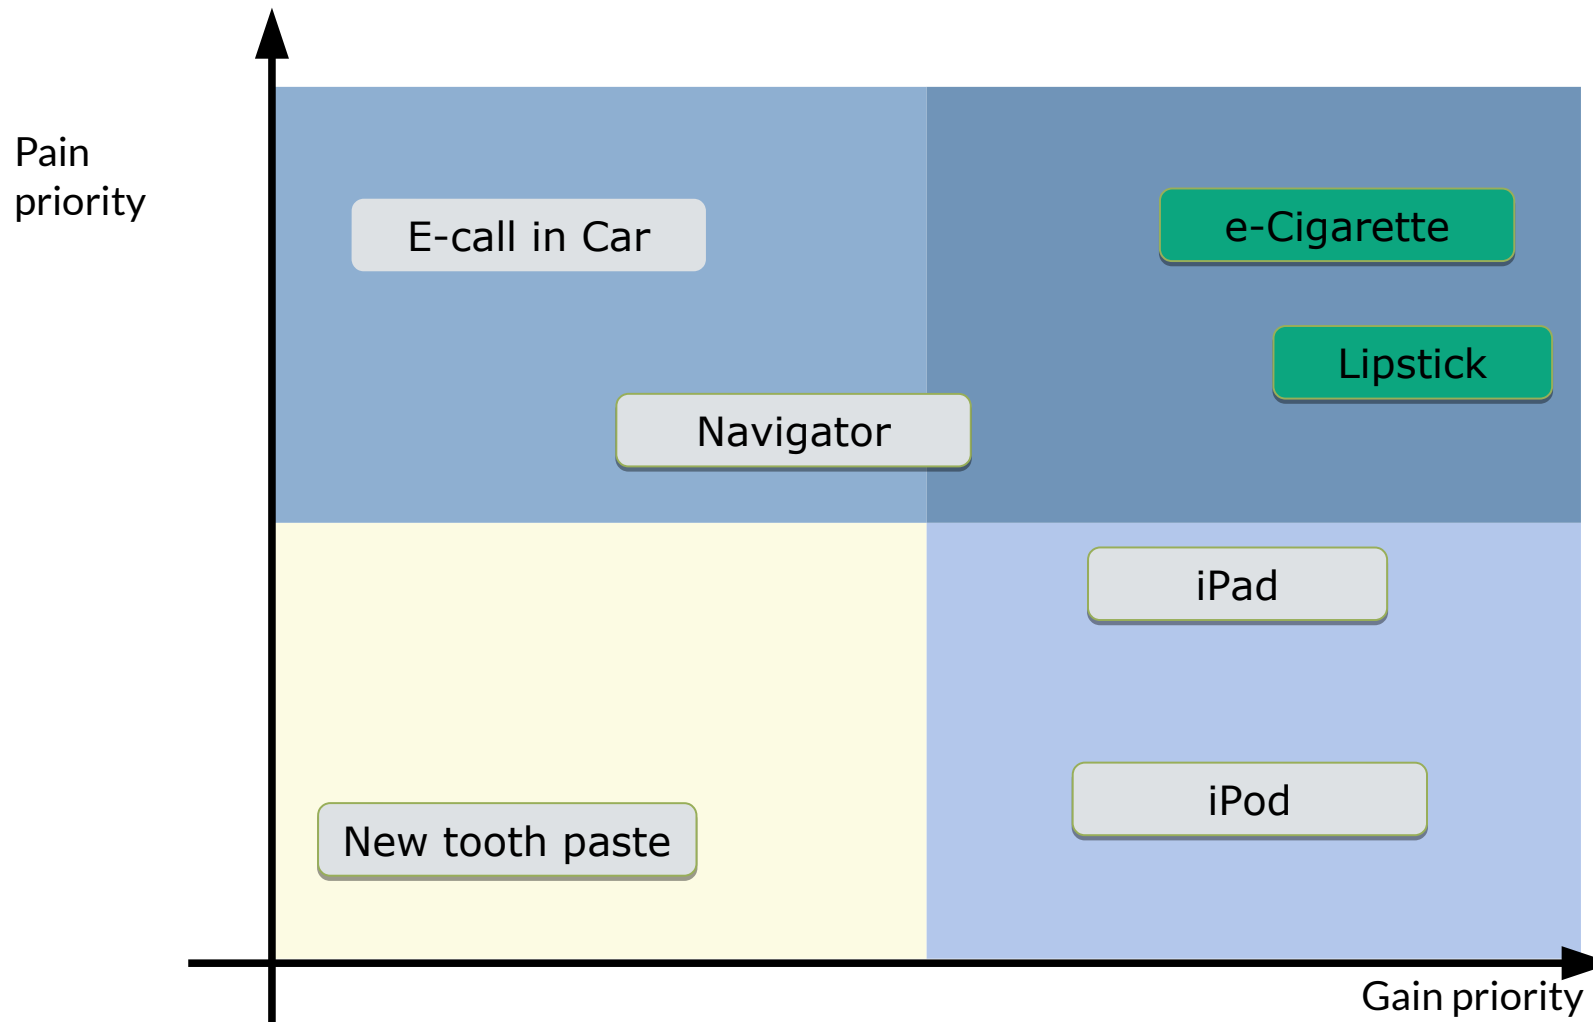 Pain
priority
E-call in Car
e-Cigarette
Lipstick
Navigator
iPad
iPod
New tooth paste
Gain priority